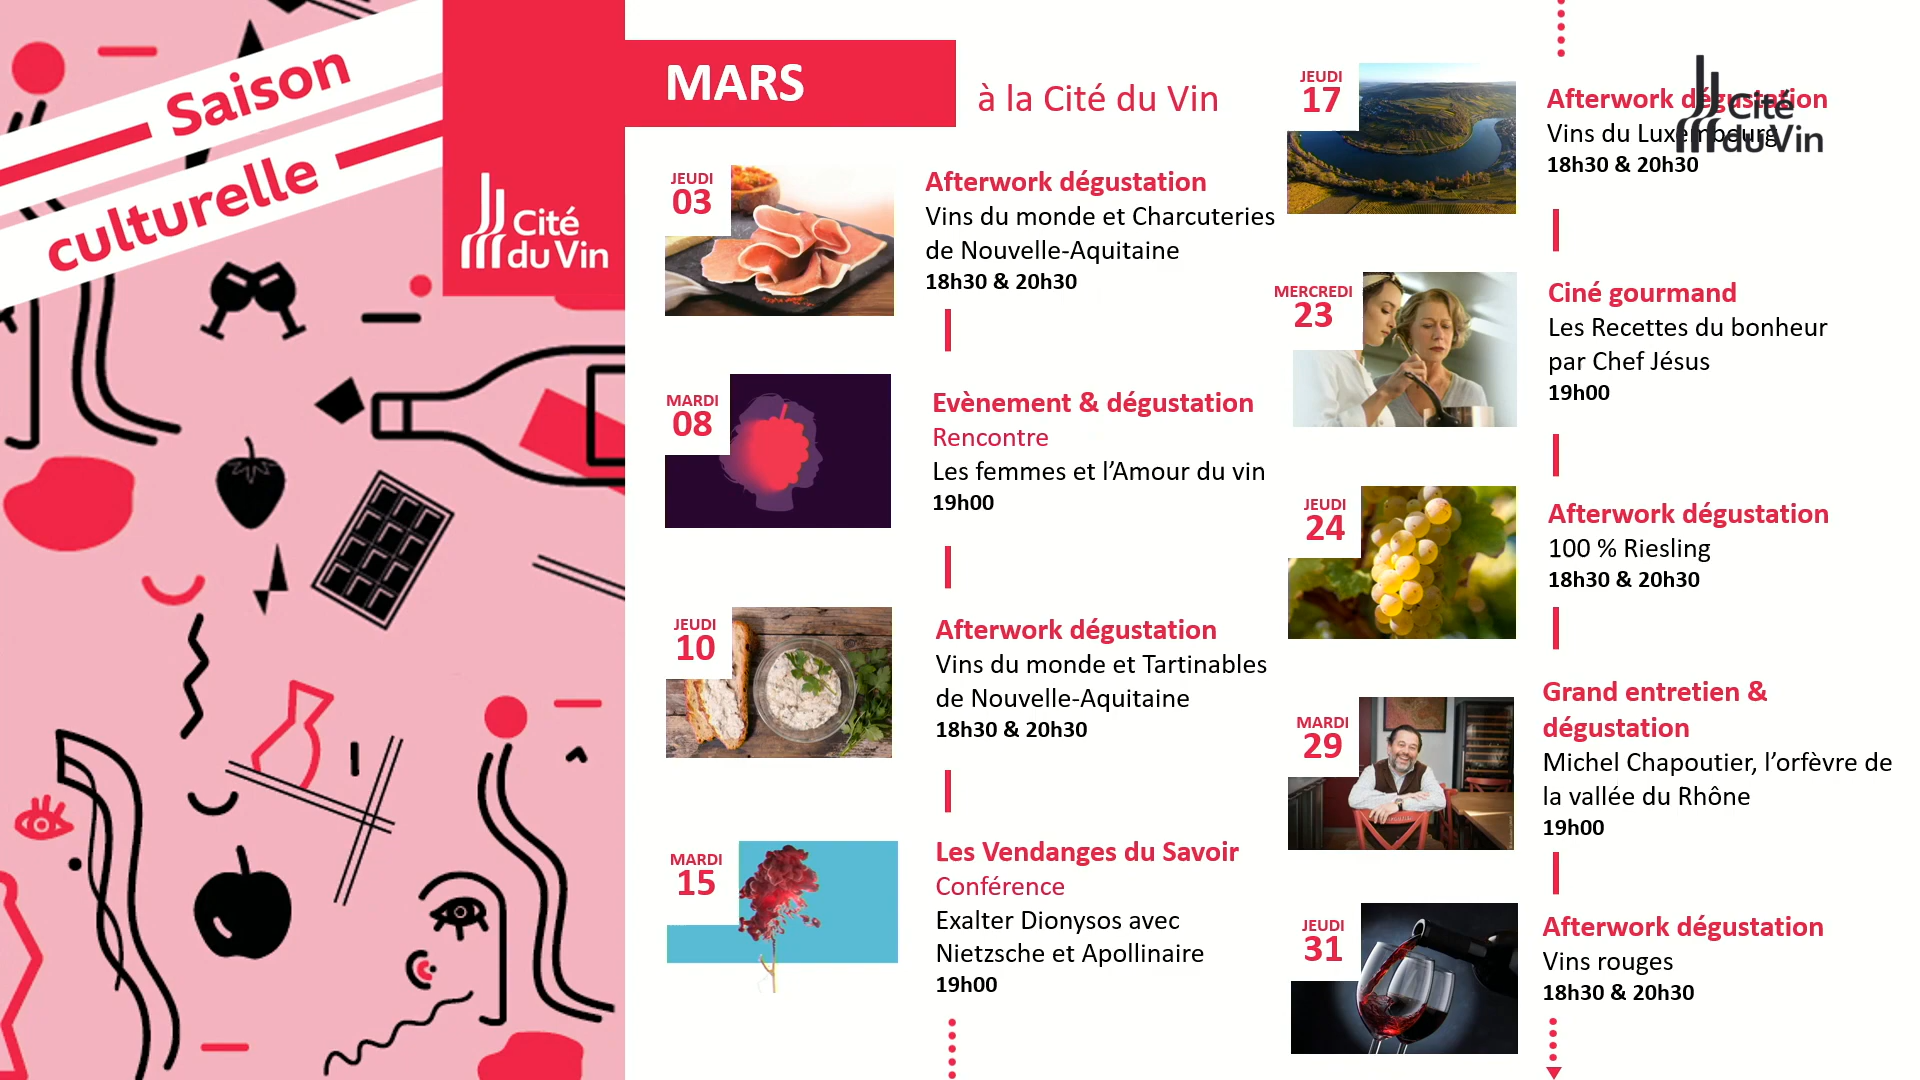 Saison
culturelle
Cité
du Vin
MARS
à la Cité du Vin
JEUDI
03
Afterwork dégustation
Vins du monde et Charcuteries
de Nouvelle-Aquitaine
18h30 & 20h30
MARDI
08
Evènement & dégustation
Rencontre
Les femmes et l’Amour du vin
19h00
JEUDI
10
Afterwork dégustation
Vins du monde et Tartinables
de Nouvelle-Aquitaine
18h30 & 20h30
MARDI
15
Les Vendanges du Savoir
Conférence
Exalter Dionysos avec
Nietzsche et Apollinaire
19h00
JEUDI
17
Afterwork dégustation
Vins du Luxembourg
18h30 & 20h30
Cité
du Vin
MERCREDI
23
Ciné gourmand
Les Recettes du bonheur
par Chef Jésus
19h00
JEUDI
24
Afterwork dégustation
100 % Riesling
18h30 & 20h30
MARDI
29
Grand entretien &
dégustation
Michel Chapoutier, l’orfèvre de
la vallée du Rhône
19h00
JEUDI
31
Afterwork dégustation
Vins rouges
18h30 & 20h30